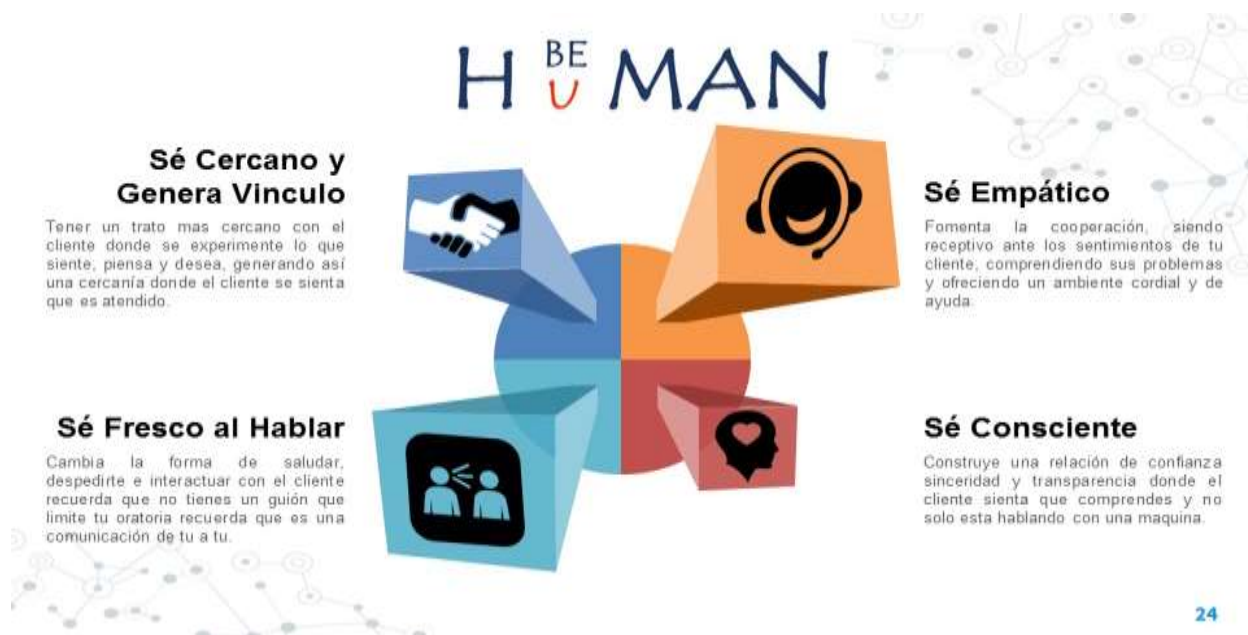 BE
H U MAN
Sé Cercano y
Genera Vinculo
Tener un trato mas cercano con el
cliente donde se experimente lo que
siente, piensa y desea, generando así
una cercanía donde el cliente se sienta
que es atendido.
Sé Empático
Fomenta la cooperación, siendo
receptivo ante los sentimientos de tu
cliente, comprendiendo sus problemas
y ofreciendo un ambiente cordial y de
ayuda.
Sé Fresco al Hablar
Cambia la forma de saludar,
despedirte e interactuar con el cliente
recuerda que no tienes un guión que
limite tu oratoria recuerda que es una
comunicación de tu a tu.
Sé Consciente
Construye una relación de confianza
sinceridad y transparencia donde el
cliente sienta que comprendes y no
solo esta hablando con una maquina.
24